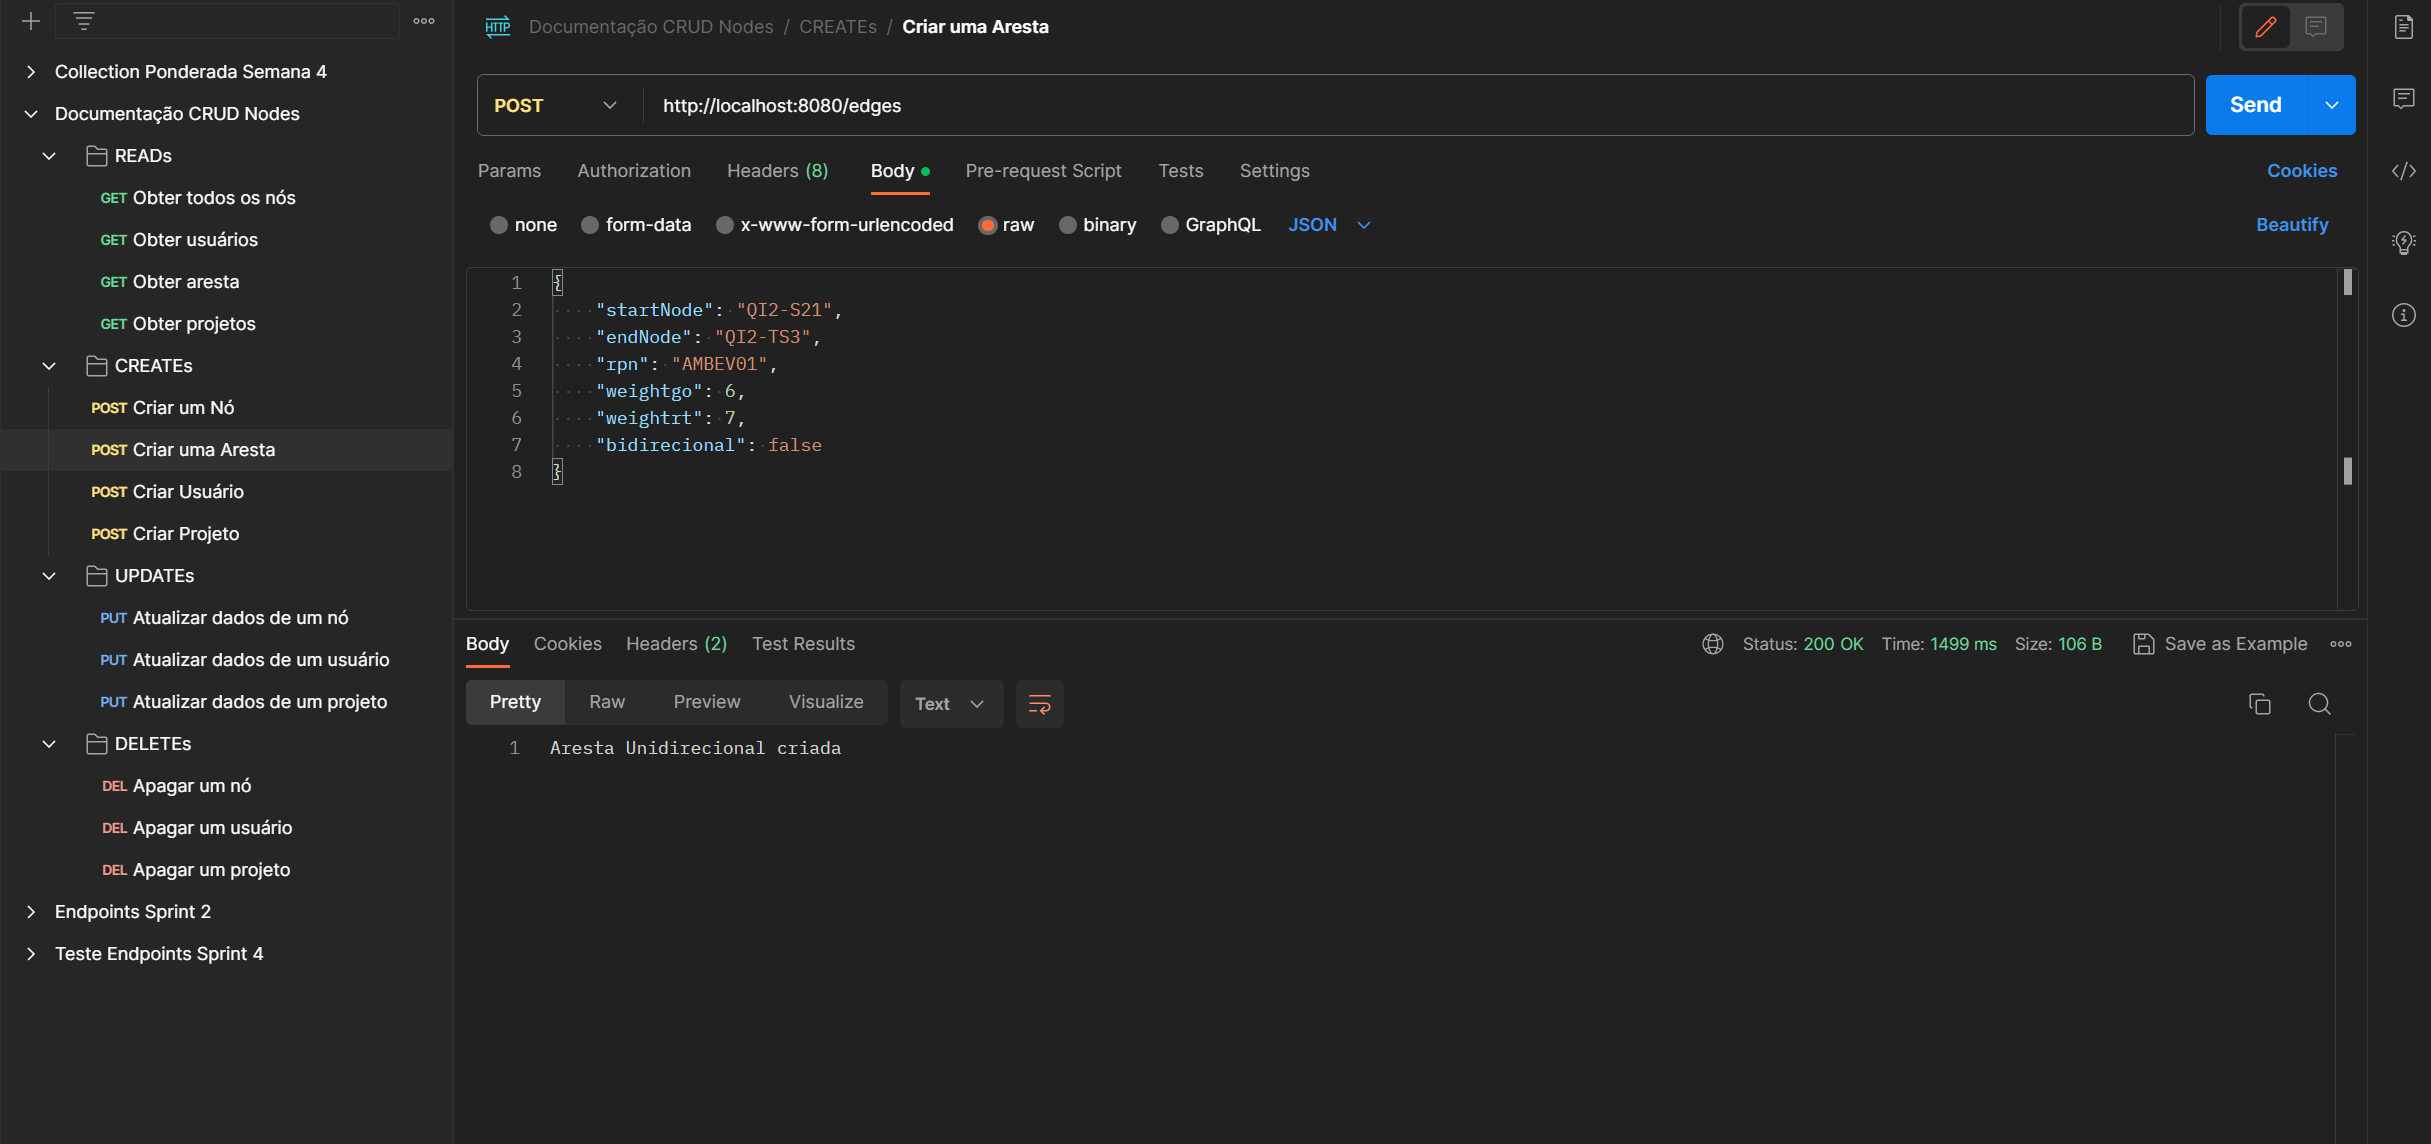 Collection Ponderada Semana 4
Documentação CRUD Nodes
READs
GET Obter todos os nós
GET Obter usuários
GET Obter aresta
GET Obter projetos
CREATEs
POST Criar um Nó
POST Criar uma Aresta
POST Criar Usuário
POST Criar Projeto
UPDATEs
PUT Atualizar dados de um nó
PUT Atualizar dados de um usuário
PUT Atualizar dados de um projeto
DELETEs
DEL Apagar um nó
DEL Apagar um usuário
DEL Apagar um projeto
Endpoints Sprint 2
Teste Endpoints Sprint 4
HTTP Documentação CRUD Nodes / CREATEs / Criar uma Aresta
POST http://localhost:8080/edges Send
Params Authorization Headers (8) Body Pre-request Script Tests Settings Cookies
none form-data x-www-form-urlencoded raw binary GraphQL JSON Beautify
1 {
2 "startNode": "QI2-S21",
3 "endNode": "QI2-TS3",
4 "rpn": "AMBEV01",
5 "weightgo": 6,
6 "weightrt": 7,
7 "bidirecional": false
8 }
Body Cookies Headers (2) Test Results Status: 200 OK Time: 1499 ms Size: 106 B Save as Example
Pretty Raw Preview Visualize Text
1 Aresta Unidirecional criada